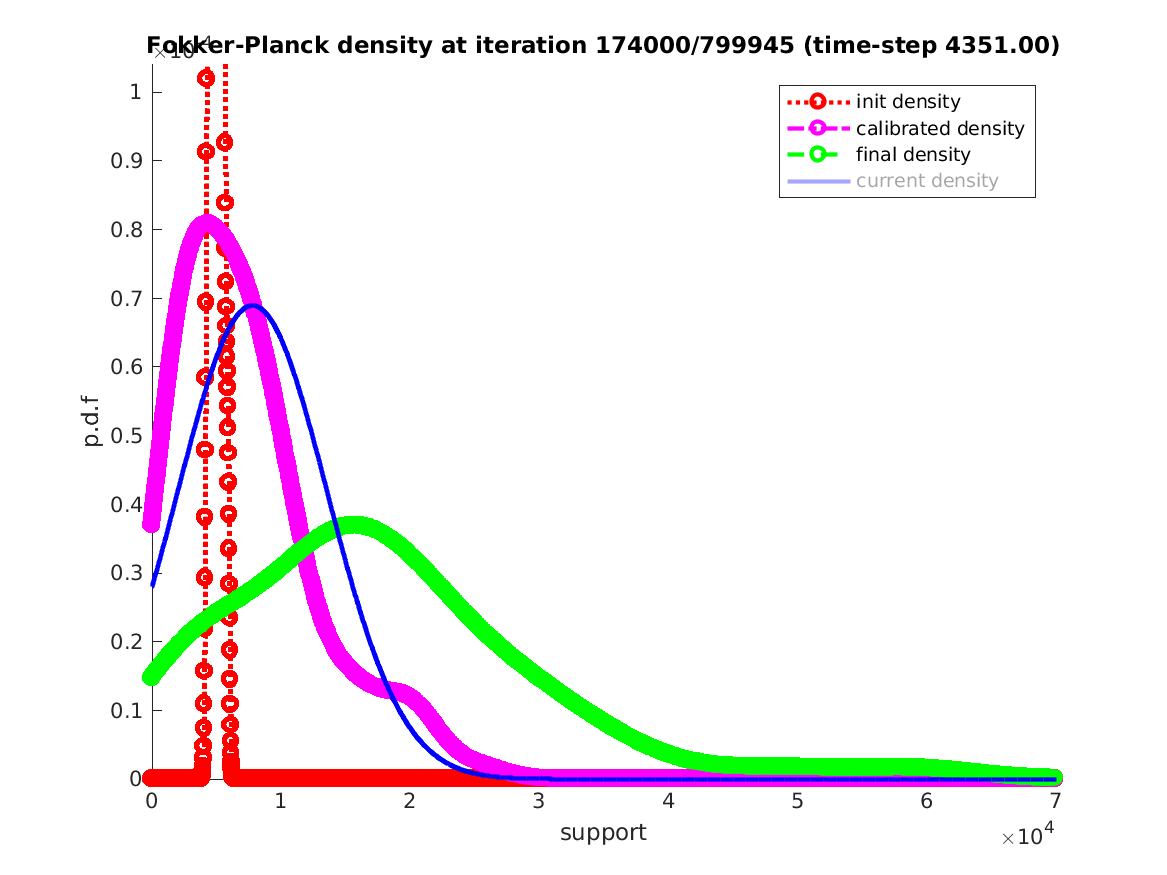 Fokker-Planck density at iteration 174000/799945 (time-step 4351.00)
×10⁻⁴
init density
calibrated density
final density
current density
1
0.9
0.8
0.7
0.6
0.5
0.4
0.3
0.2
0.1
0
p.d.f
0 1 2 3 4 5 6 7
support
×10⁴